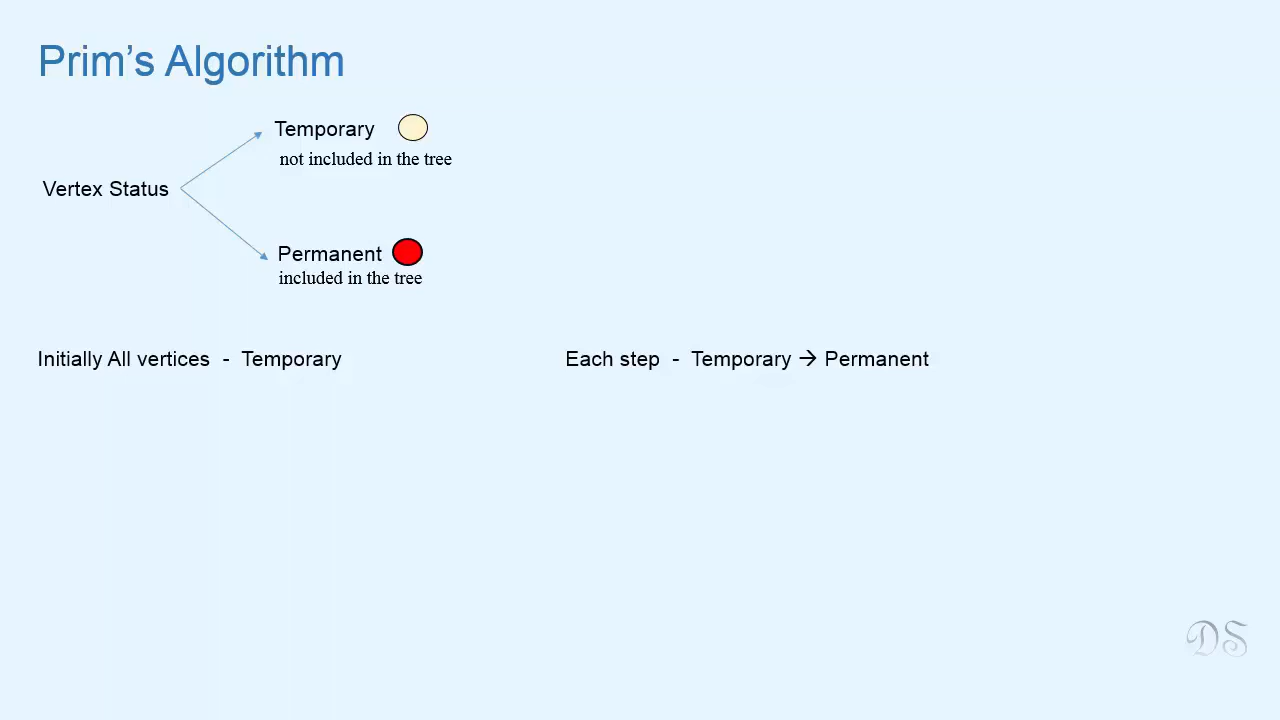 Prim's Algorithm
Temporary
not included in the tree
Vertex Status
Permanent
included in the tree
Initially All vertices - Temporary
Each step - Temporary → Permanent
DS